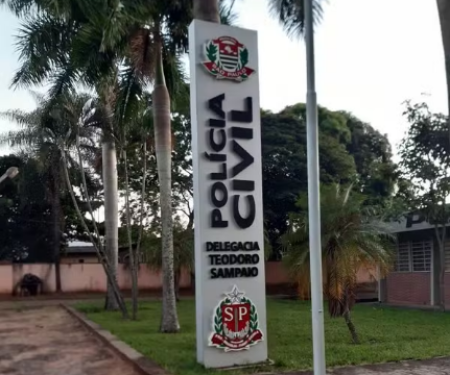 POLÍCIA
CIVIL
DELEGACIA
TEODORO
SAMPAIO
SP